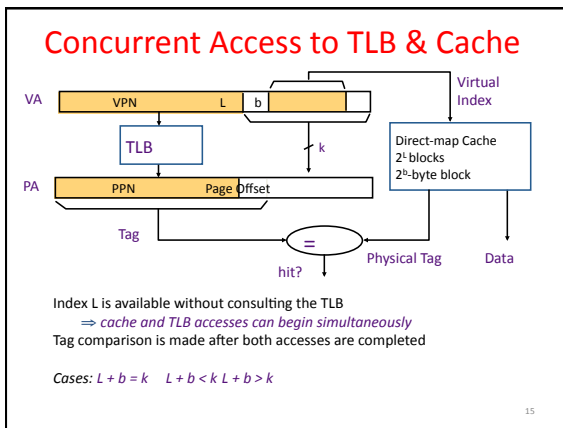 Concurrent Access to TLB & Cache
VA
VPN
L
b
Virtual
Index
TLB
k
Direct-map Cache
2ᴸ blocks
2ᵇ-byte block
PA
PPN
Page Offset
Tag
=
hit?
Physical Tag
Data
Index L is available without consulting the TLB
⇒ cache and TLB accesses can begin simultaneously
Tag comparison is made after both accesses are completed
Cases: L + b = k L + b < k L + b > k
15